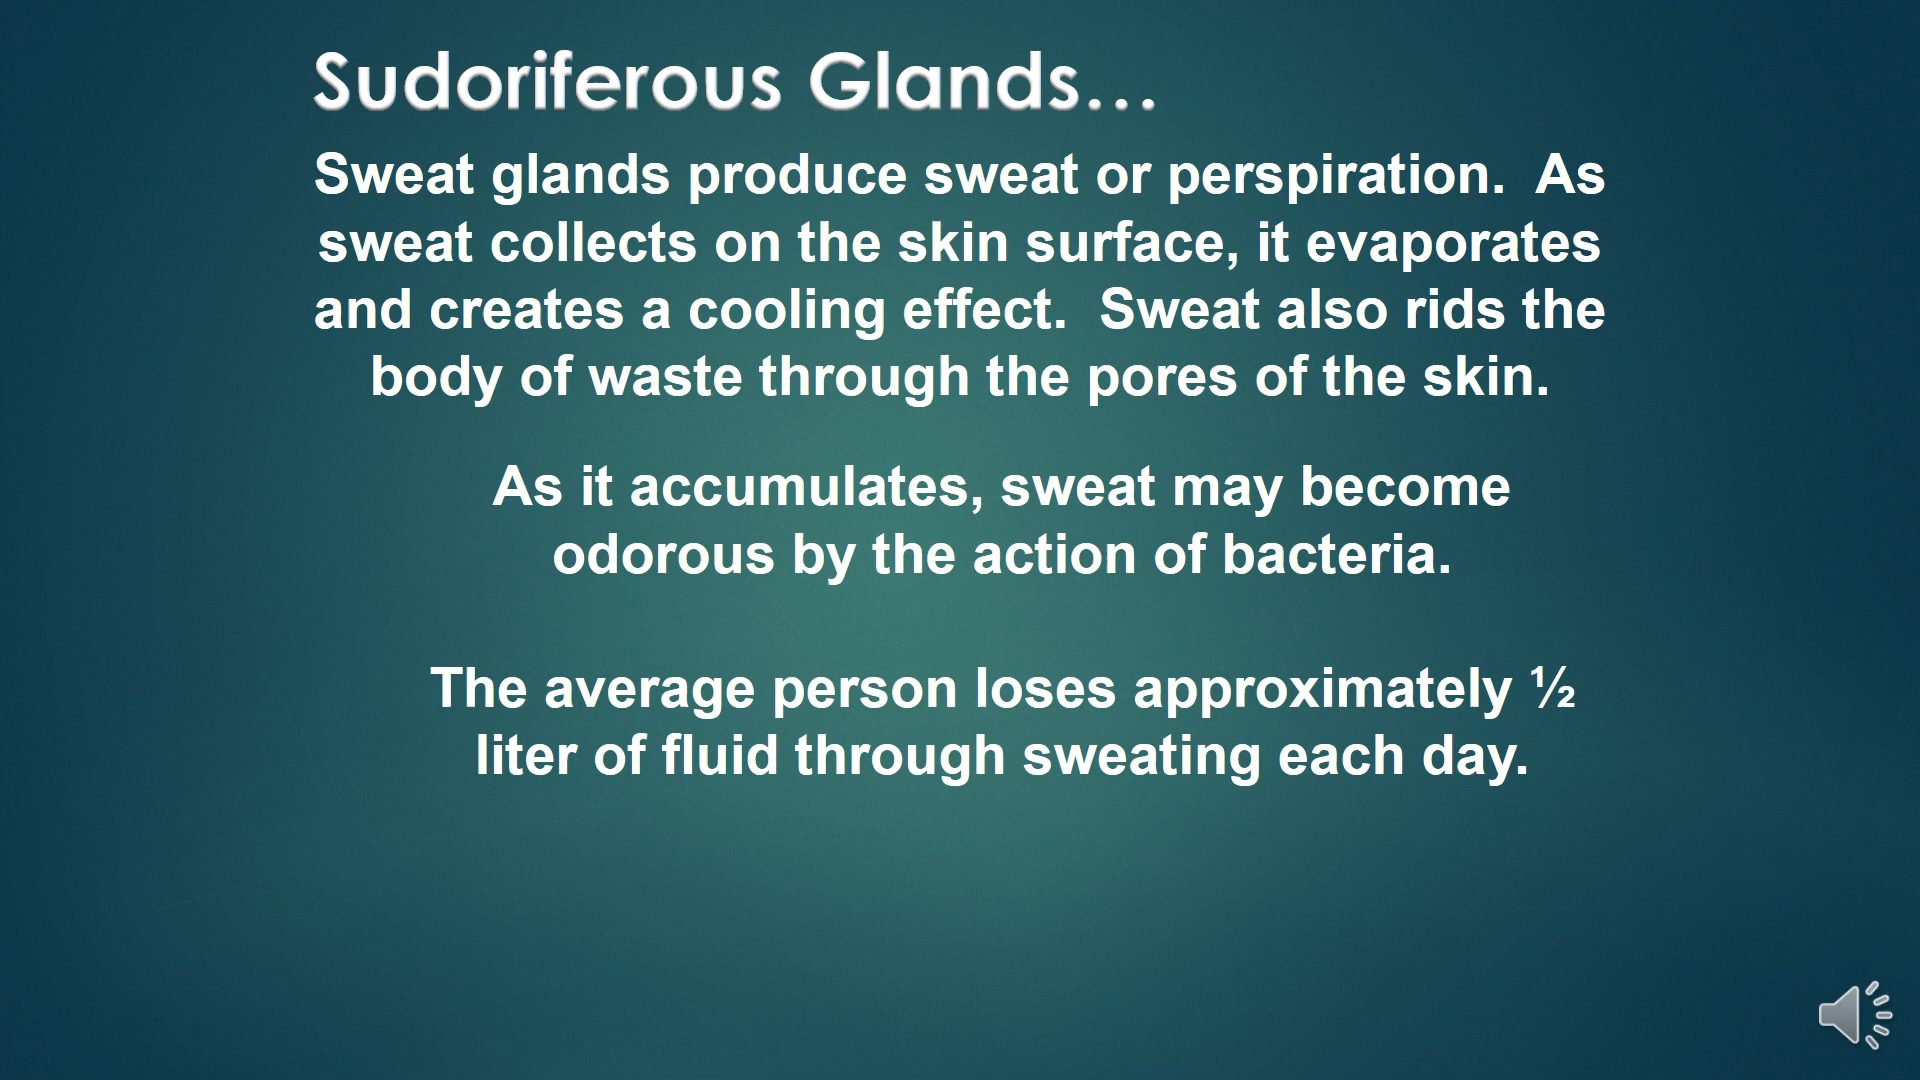 Sudoriferous Glands...
Sweat glands produce sweat or perspiration.  As
sweat collects on the skin surface, it evaporates
and creates a cooling effect.  Sweat also rids the
body of waste through the pores of the skin.
As it accumulates, sweat may become
odorous by the action of bacteria.
The average person loses approximately ½
liter of fluid through sweating each day.